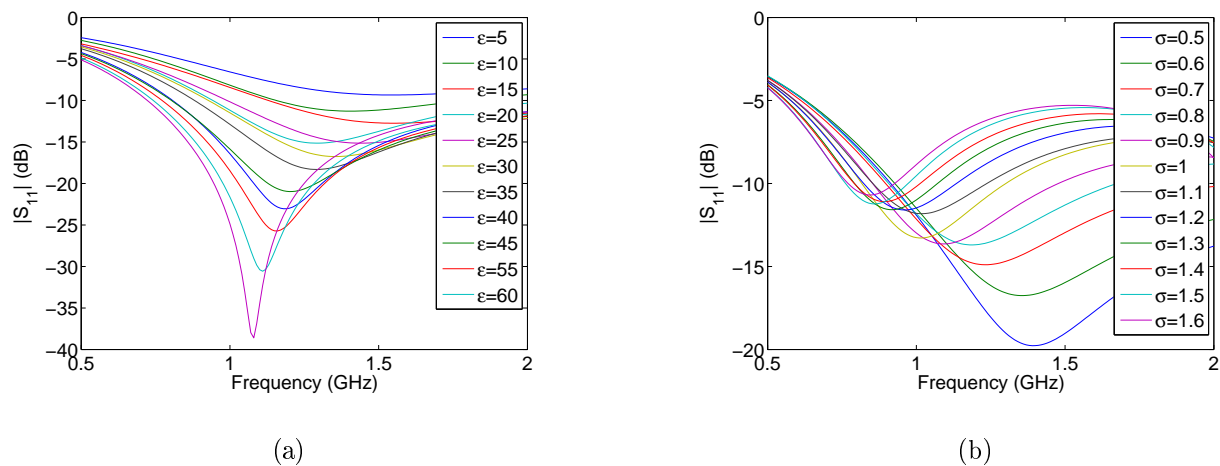 0
−5
−10
−15
−20
−25
−30
−35
−40
0.5
1
1.5
2
Frequency (GHz)
|S11| (dB)
ε=5
ε=10
ε=15
ε=20
ε=25
ε=30
ε=35
ε=40
ε=45
ε=55
ε=60
(a)
0
−5
−10
−15
−20
0.5
1
1.5
2
Frequency (GHz)
|S11| (dB)
σ=0.5
σ=0.6
σ=0.7
σ=0.8
σ=0.9
σ=1
σ=1.1
σ=1.2
σ=1.3
σ=1.4
σ=1.5
σ=1.6
(b)